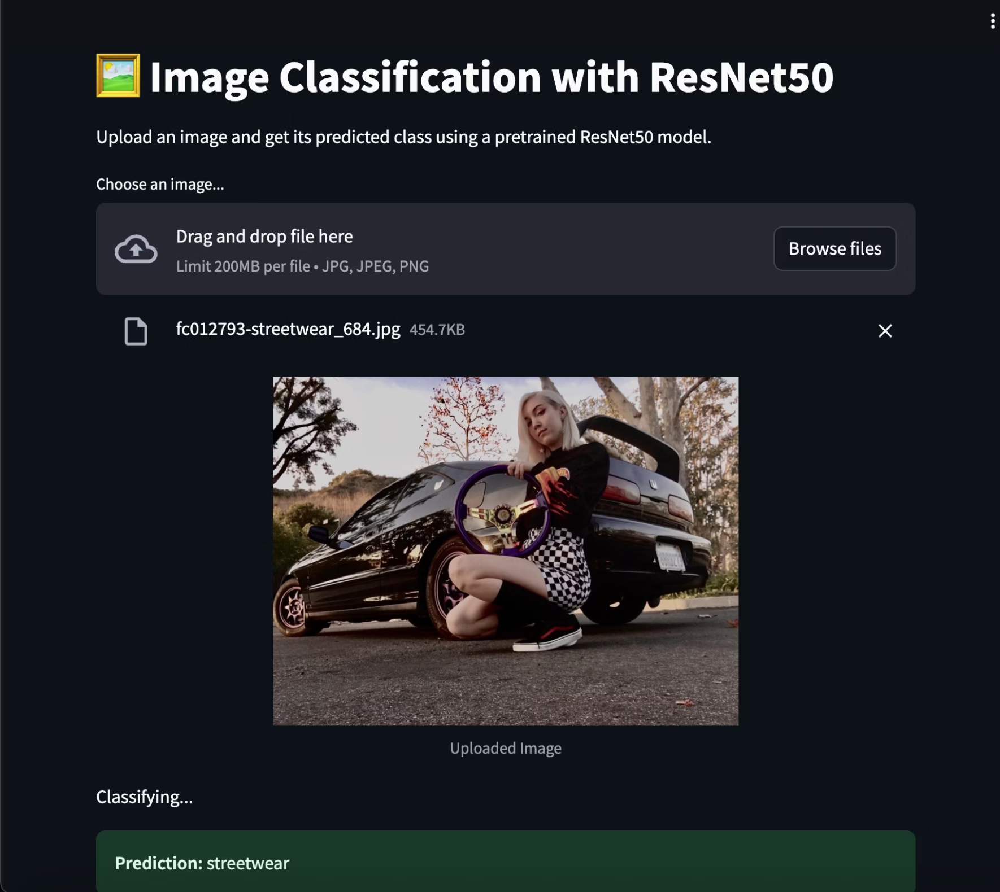 Image Classification with ResNet50
Upload an image and get its predicted class using a pretrained ResNet50 model.
Choose an image...
Drag and drop file here
Limit 200MB per file • JPG, JPEG, PNG
Browse files
fc012793-streetwear_684.jpg 454.7KB
Uploaded Image
Classifying...
Prediction: streetwear